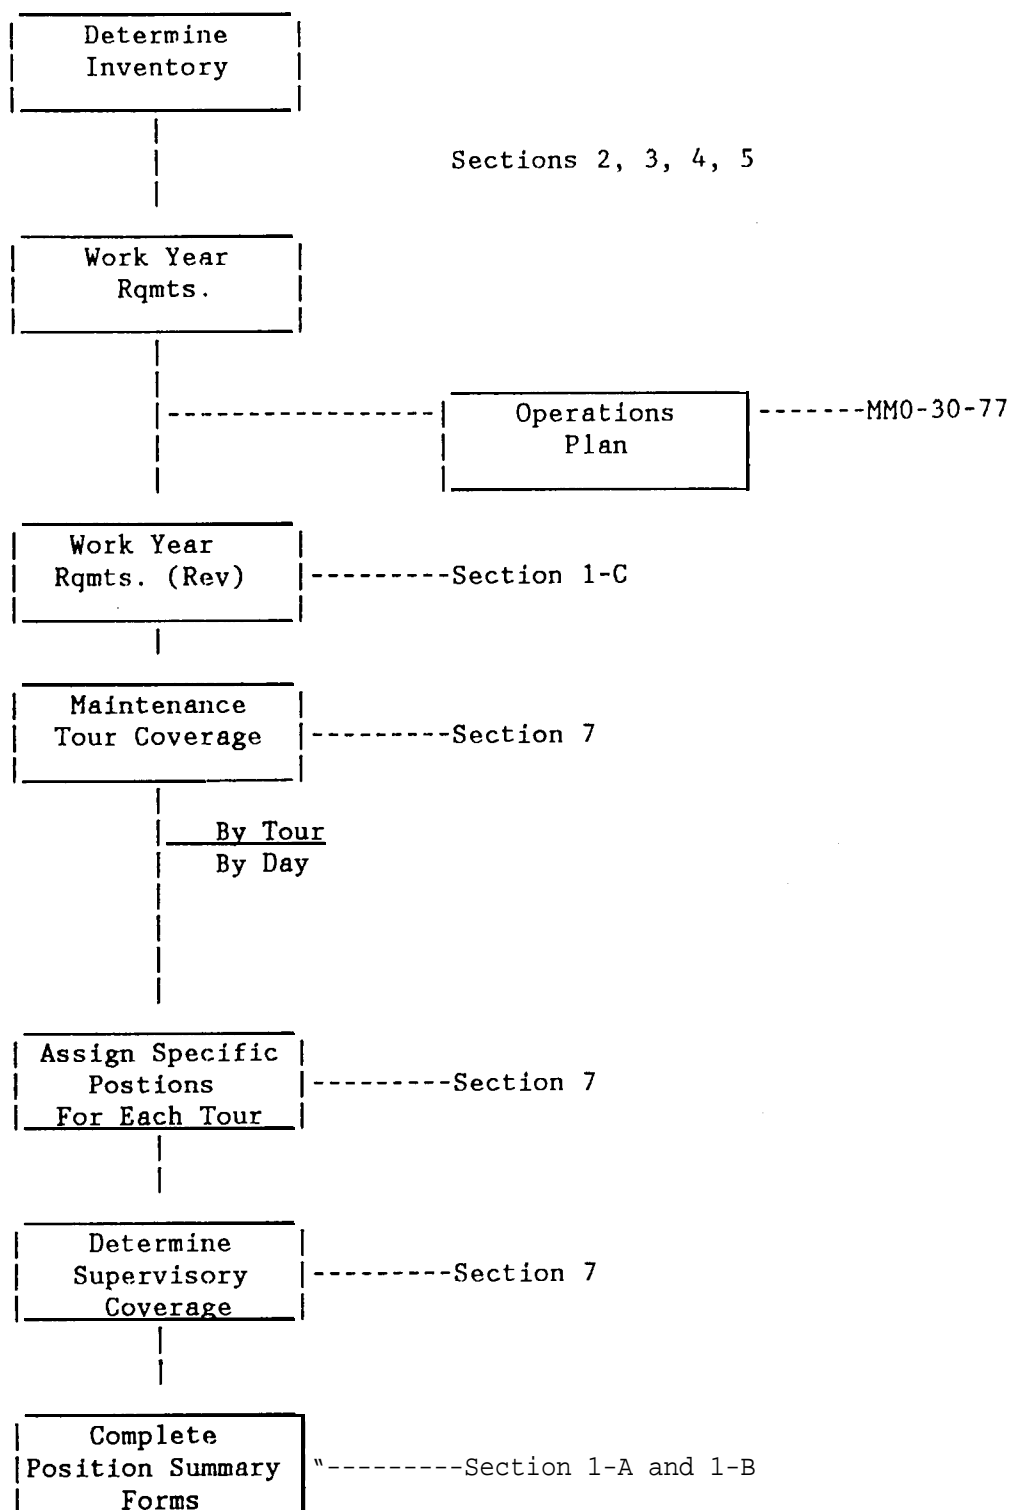 Determine
Inventory
Sections 2, 3, 4, 5
Work Year
Rqmts.
Operations
Plan
-------MMO-30-77
Work Year
Rqmts. (Rev)
---------Section 1-C
Maintenance
Tour Coverage
---------Section 7
By Tour
By Day
Assign Specific
Postions
For Each Tour
---------Section 7
Determine
Supervisory
Coverage
---------Section 7
Complete
Position Summary
Forms
"---------Section 1-A and 1-B